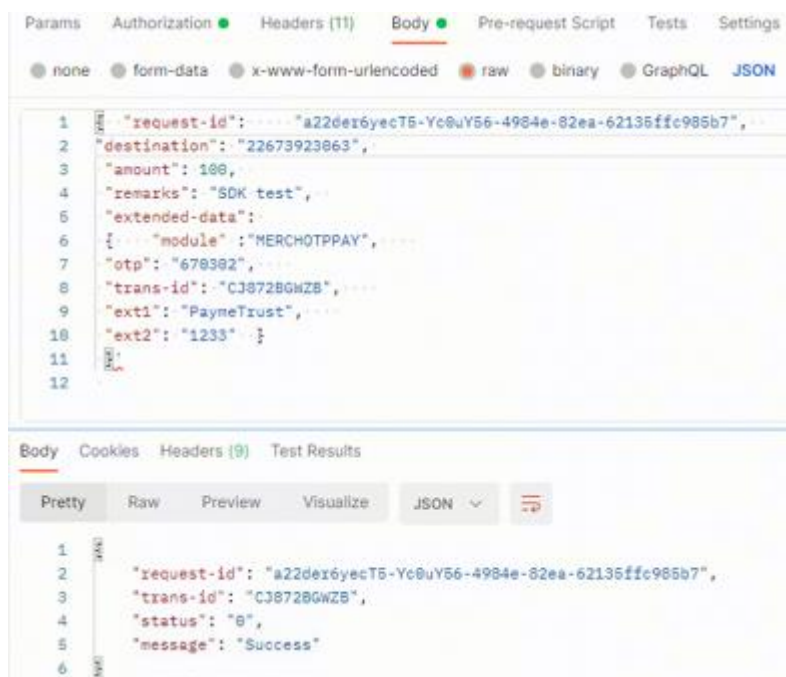 Params Authorization Headers (11) Body Pre-request Script Tests Settings
none form-data x-www-form-urlencoded raw binary GraphQL JSON
1 { "request-id": "a22der6yecT5-Yc0uY56-4984e-82ea-62135ffc985b7",
2 "destination": "22673923063",
3 "amount": 100,
4 "remarks": "SDK test",
5 "extended-data":
6 { "module" :"MERCHOTPPAY",
7 "otp": "670302",
8 "trans-id": "CJ872BGWZB",
9 "ext1": "PaymeTrust",
10 "ext2": "1233" }
11 }'
12
Body Cookies Headers (9) Test Results
Pretty Raw Preview Visualize JSON
1 {
2 "request-id": "a22der6yecT5-Yc0uY56-4984e-82ea-62135ffc985b7",
3 "trans-id": "CJ872BGWZB",
4 "status": "0",
5 "message": "Success"
6 }